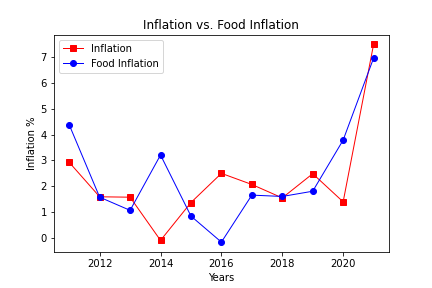 Inflation vs. Food Inflation
Inflation
Food Inflation
Inflation %
7
6
5
4
3
2
1
0
2012 2014 2016 2018 2020
Years